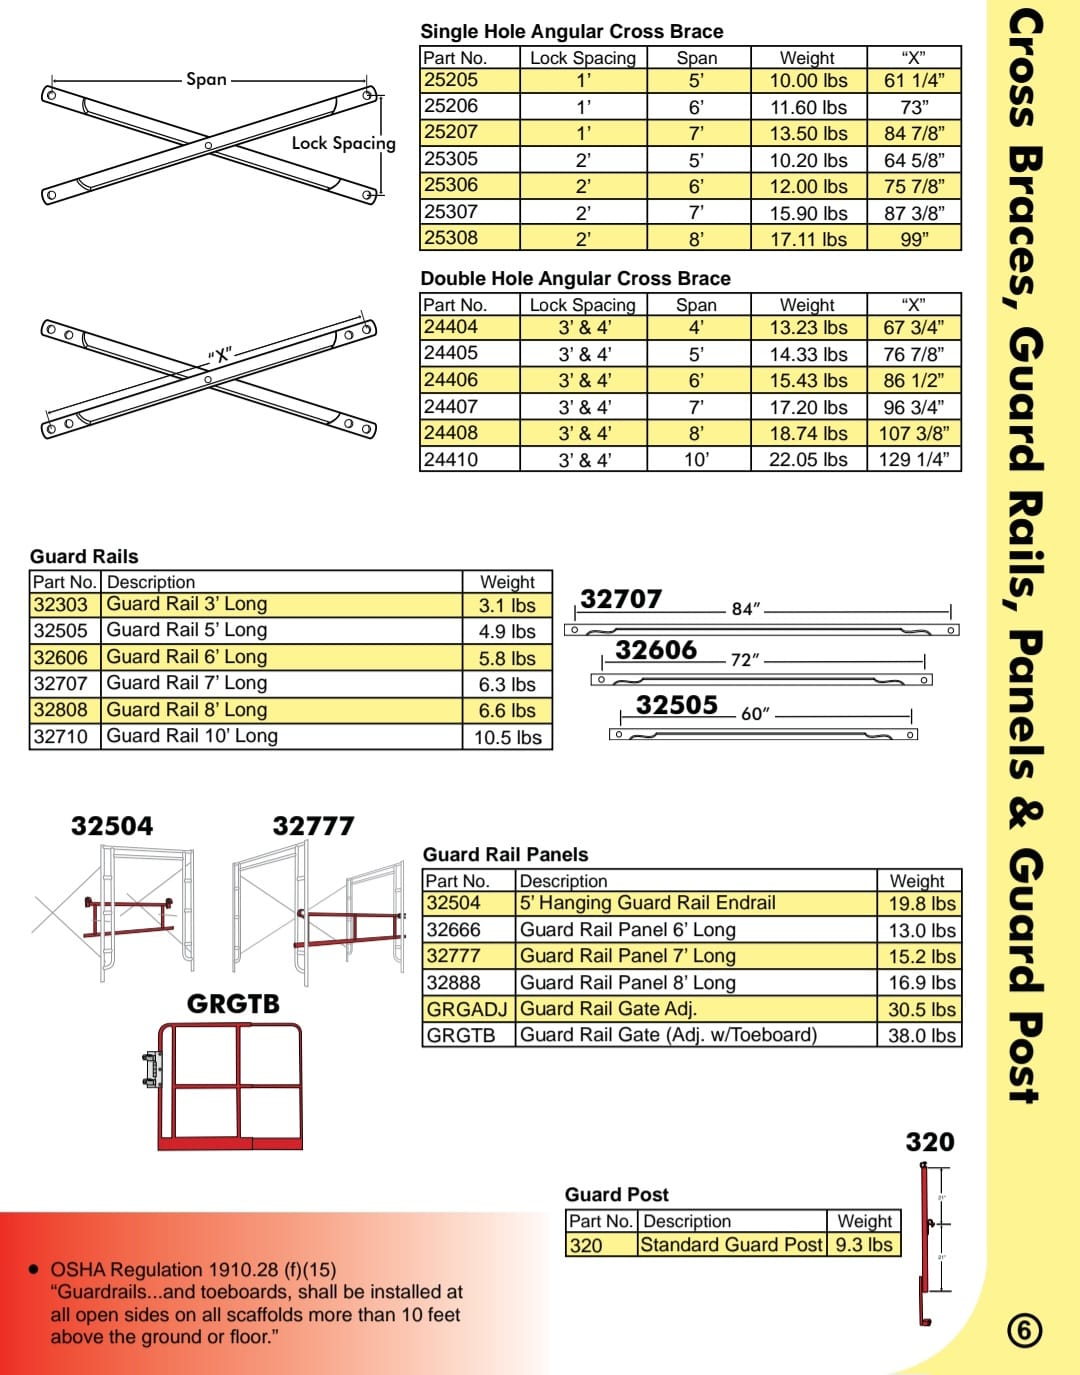 Single Hole Angular Cross Brace
Part No. Lock Spacing Span Weight “X”
25205 1’ 5’ 10.00 lbs 61 1/4”
25206 1’ 6’ 11.60 lbs 73”
25207 1’ 7’ 13.50 lbs 84 7/8”
25305 2’ 5’ 10.20 lbs 64 5/8”
25306 2’ 6’ 12.00 lbs 75 7/8”
25307 2’ 7’ 15.90 lbs 87 3/8”
25308 2’ 8’ 17.11 lbs 99”
Span
Lock Spacing
Double Hole Angular Cross Brace
Part No. Lock Spacing Span Weight “X”
24404 3’ & 4’ 4’ 13.23 lbs 67 3/4”
24405 3’ & 4’ 5’ 14.33 lbs 76 7/8”
24406 3’ & 4’ 6’ 15.43 lbs 86 1/2”
24407 3’ & 4’ 7’ 17.20 lbs 96 3/4”
24408 3’ & 4’ 8’ 18.74 lbs 107 3/8”
24410 3’ & 4’ 10’ 22.05 lbs 129 1/4”
“X”
Guard Rails
Part No. Description Weight
32303 Guard Rail 3’ Long 3.1 lbs
32505 Guard Rail 5’ Long 4.9 lbs
32606 Guard Rail 6’ Long 5.8 lbs
32707 Guard Rail 7’ Long 6.3 lbs
32808 Guard Rail 8’ Long 6.6 lbs
32710 Guard Rail 10’ Long 10.5 lbs
32707 84”
32606 72”
32505 60”
32504
32777
GRGTB
Guard Rail Panels
Part No. Description Weight
32504 5’ Hanging Guard Rail Endrail 19.8 lbs
32666 Guard Rail Panel 6’ Long 13.0 lbs
32777 Guard Rail Panel 7’ Long 15.2 lbs
32888 Guard Rail Panel 8’ Long 16.9 lbs
GRGADJ Guard Rail Gate Adj. 30.5 lbs
GRGTB Guard Rail Gate (Adj. w/Toeboard) 38.0 lbs
320
21”
21”
Guard Post
Part No. Description Weight
320 Standard Guard Post 9.3 lbs
● OSHA Regulation 1910.28 (f)(15)
“Guardrails...and toeboards, shall be installed at
all open sides on all scaffolds more than 10 feet
above the ground or floor.”
Cross Braces, Guard Rails, Panels & Guard Post
6